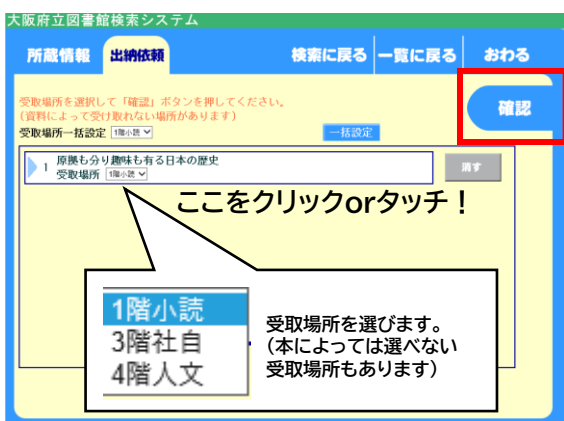 大阪府立図書館検索システム
所蔵情報 出納依頼 検索に戻る 一覧に戻る おわる
受取場所を選択して「確認」ボタンを押してください。
(資料によって受け取れない場所があります)
確認
受取場所一括設定 1階小読 一括設定
1 原拠も分り趣味も有る日本の歴史
受取場所 1階小読
消す
ここをクリックorタッチ!
1階小読
3階社自
4階人文
受取場所を選びます。
(本によっては選べない
受取場所もあります)